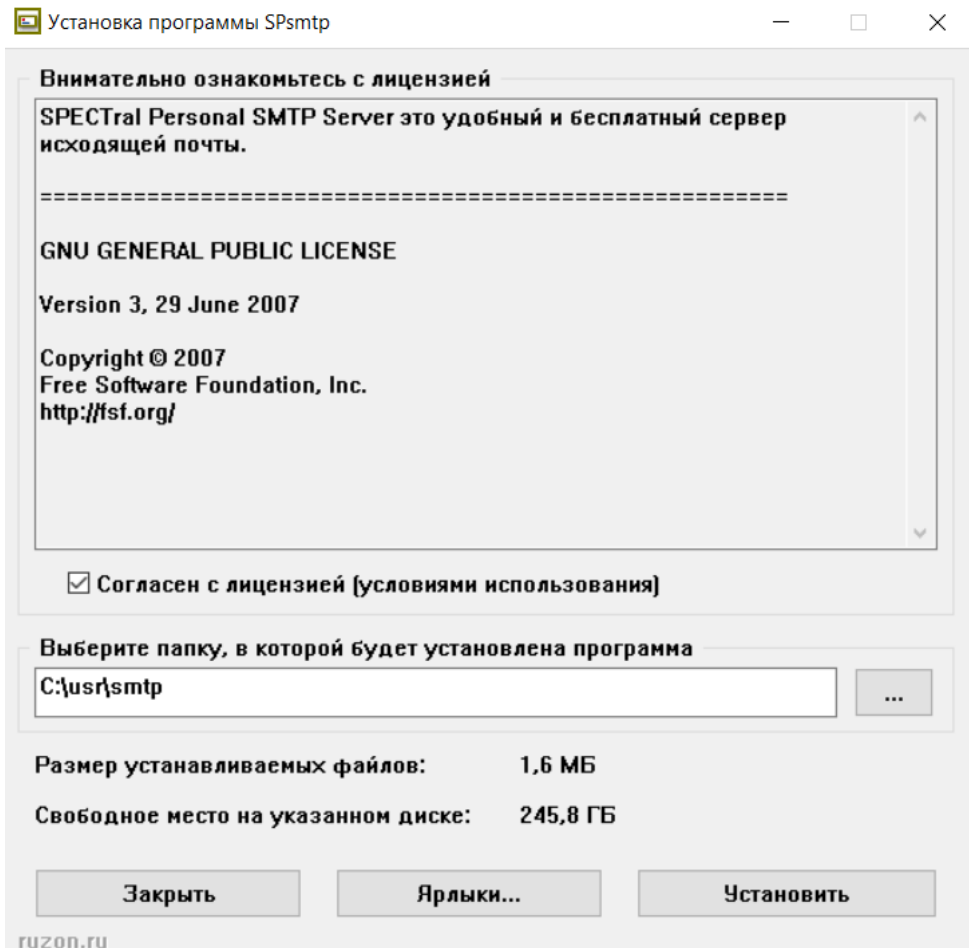 Установка программы SPsmtp
Внимательно ознакомьтесь с лицензией
SPECTral Personal SMTP Server это удобный и бесплатный сервер
исходящей почты.
========================================================
GNU GENERAL PUBLIC LICENSE
Version 3, 29 June 2007
Copyright © 2007
Free Software Foundation, Inc.
http://fsf.org/
Согласен с лицензией (условиями использования)
Выберите папку, в которой будет установлена программа
C:\usr\smtp
...
Размер устанавливаемых файлов: 1,6 МБ
Свободное место на указанном диске: 245,8 ГБ
Закрыть Ярлыки... Установить
ruzon.ru